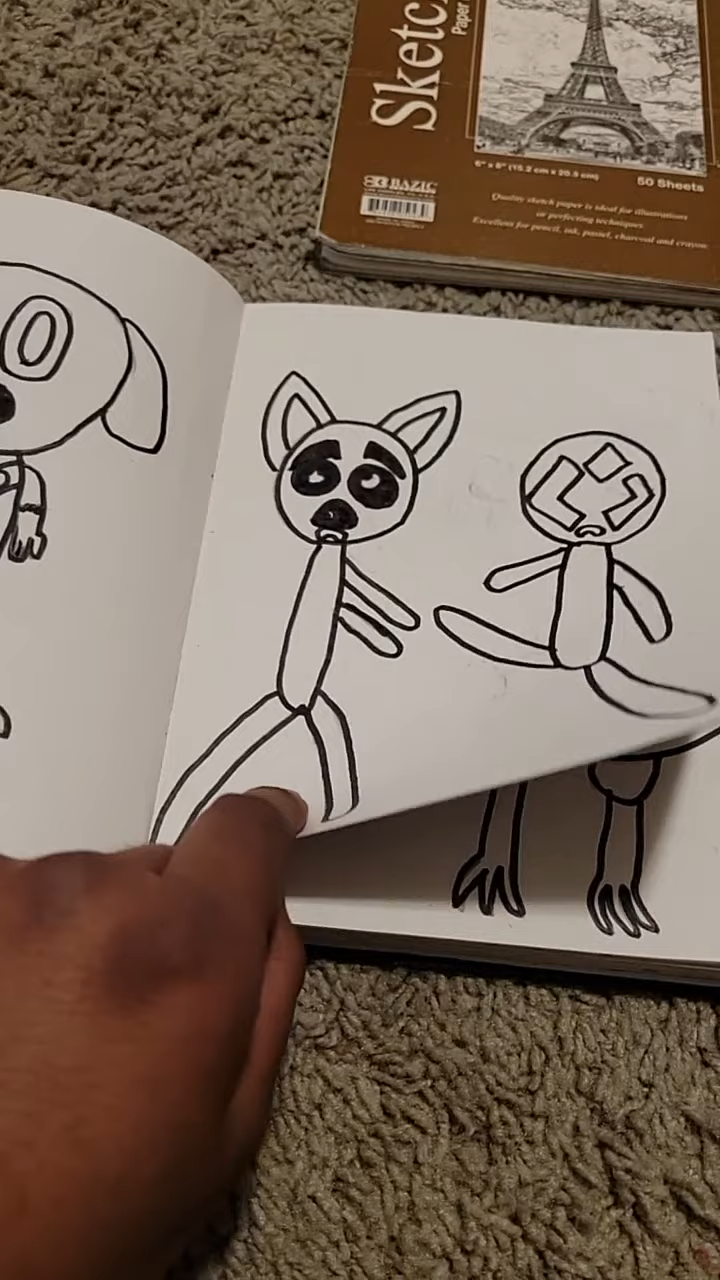 Sketc
Paper
6" x 8" (15.2 cm x 20.3 cm)
50 Sheets
BAZIC
Quality sketch paper is ideal for illustrations
or perfecting techniques.
Excellent for pencil, ink, pastel, charcoal and crayon.